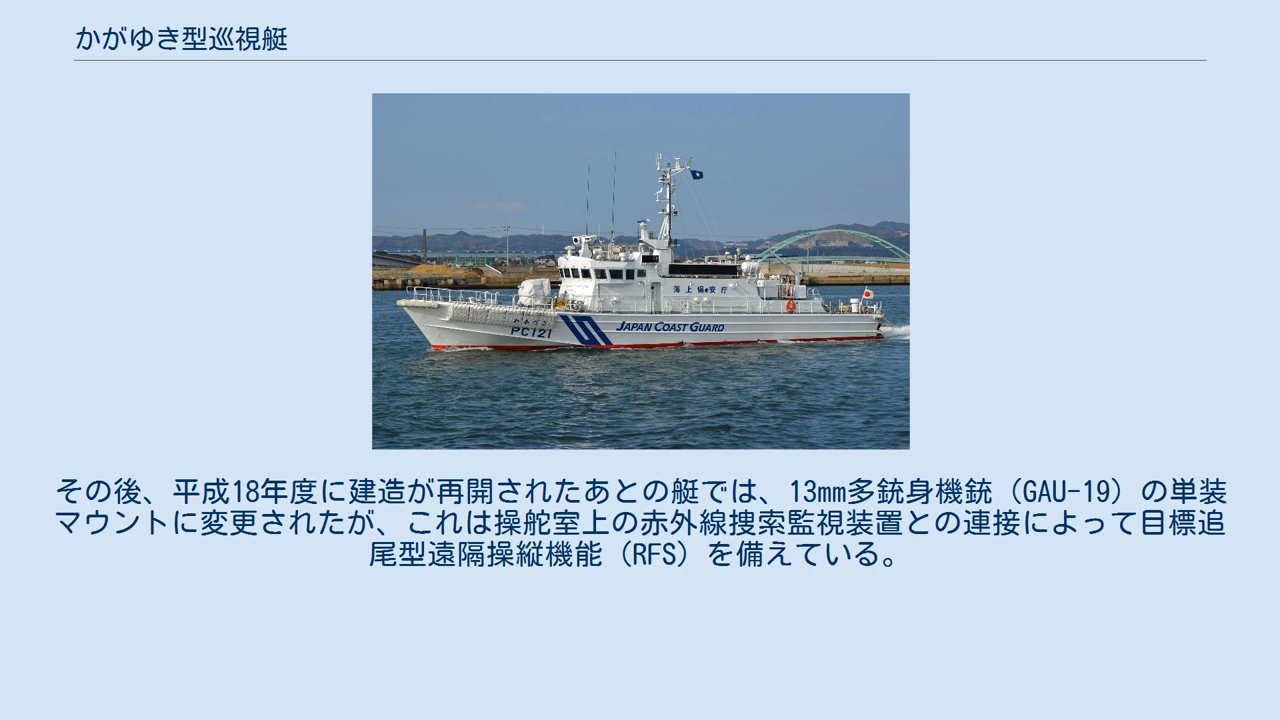 かがゆき型巡視艇
海上保安庁
PC121
JAPAN COAST GUARD
その後、平成18年度に建造が再開されたあとの艇では、13mm多銃身機銃（GAU-19）の単装
マウントに変更されたが、これは操舵室上の赤外線捜索監視装置との連接によって目標追
尾型遠隔操縦機能（RFS）を備えている。